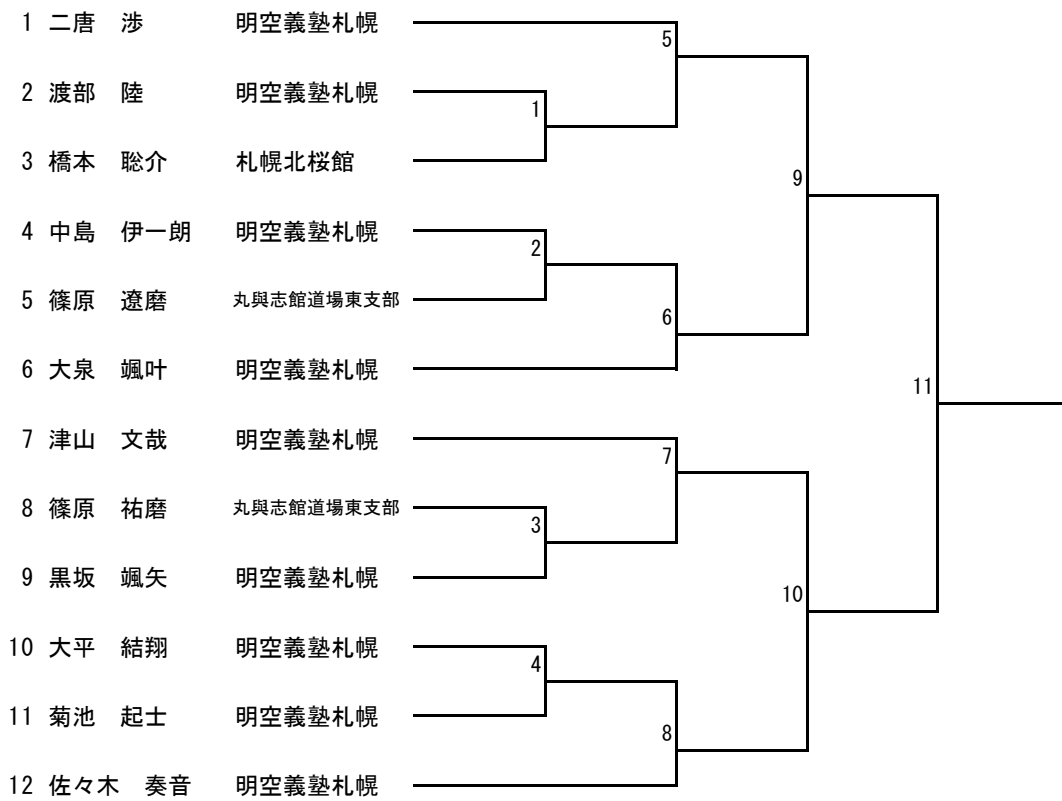 1 二唐　渉 明空義塾札幌
5
2 渡部　陸 明空義塾札幌
1
3 橋本　聡介 札幌北桜館
9
4 中島　伊一朗 明空義塾札幌
2
5 篠原　遼磨 丸與志館道場東支部
6
6 大泉　颯叶 明空義塾札幌
11
7 津山　文哉 明空義塾札幌
7
8 篠原　祐磨 丸與志館道場東支部
3
9 黒坂　颯矢 明空義塾札幌
10
10 大平　結翔 明空義塾札幌
4
11 菊池　起士 明空義塾札幌
8
12 佐々木　奏音 明空義塾札幌